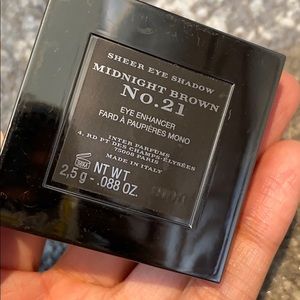 SHEER EYE SHADOW
MIDNIGHT BROWN
No.21
EYE ENHANCER
FARD À PAUPIÈRES MONO
INTER PARFUMS
4, RD PT DES CHAMPS-ÉLYSÉES
75008 PARIS
MADE IN ITALY
NT WT
2,5 g - .088 OZ.